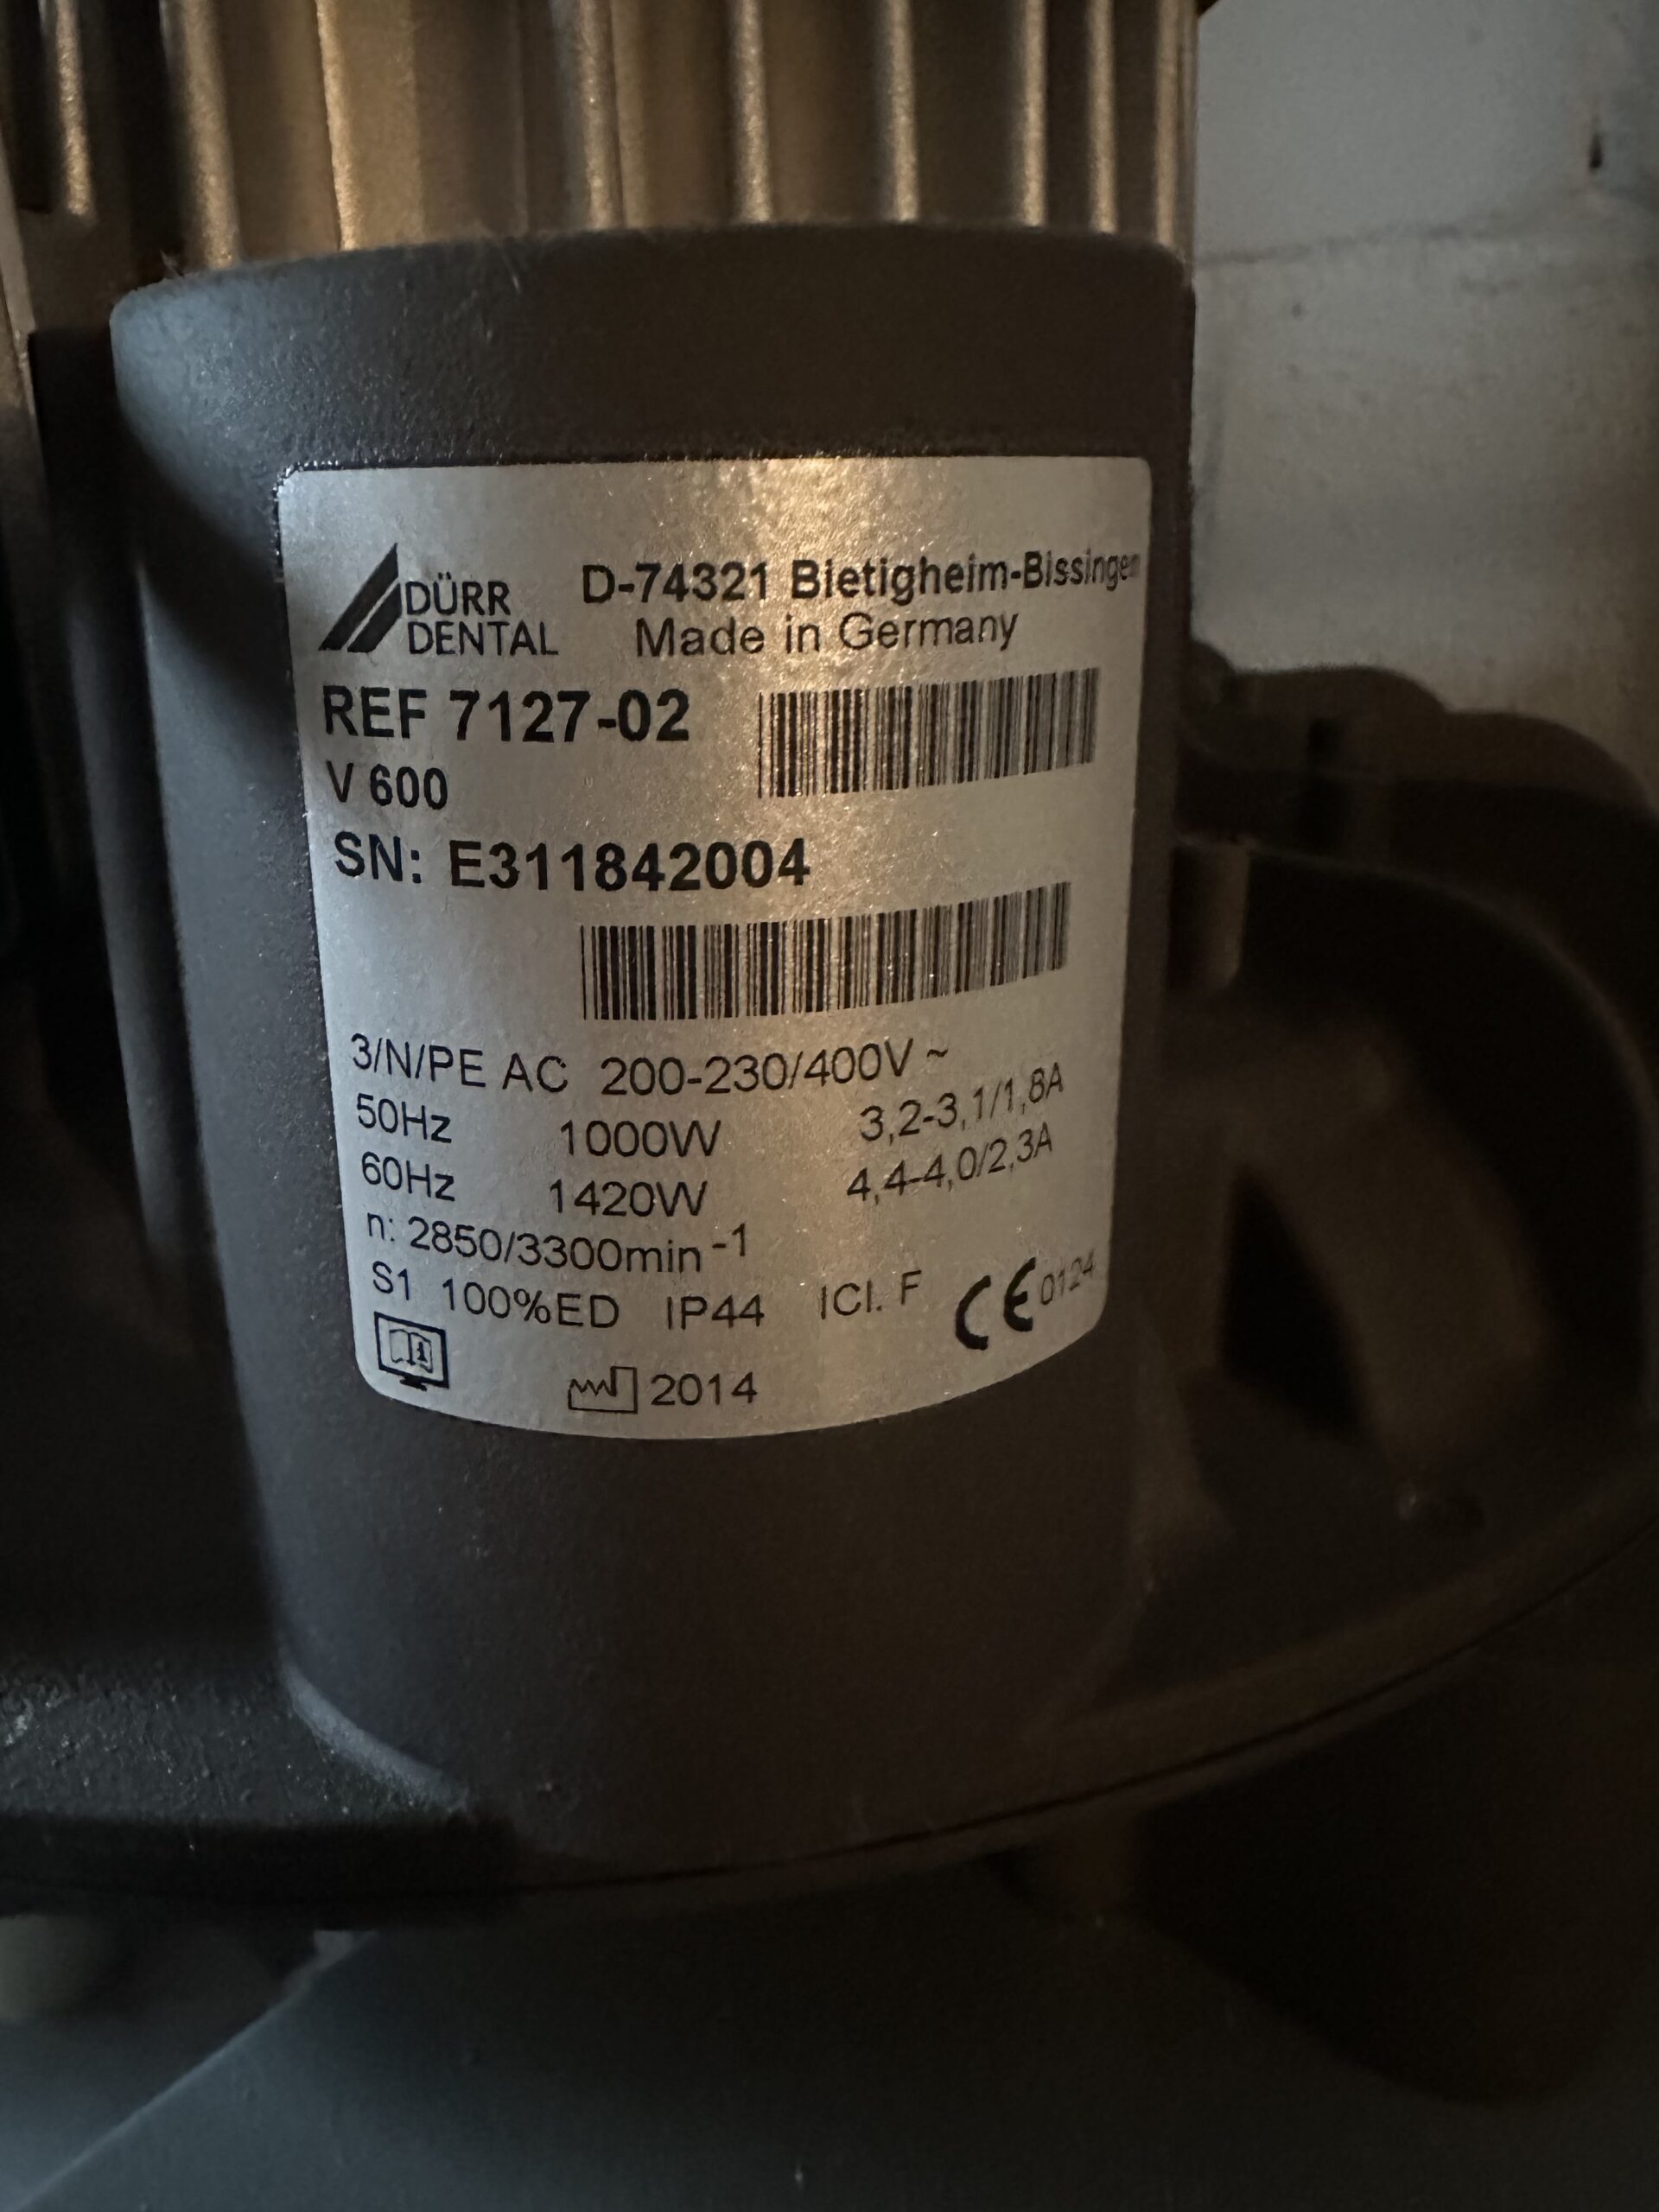 DÜRR
DENTAL
D-74321 Bietigheim-Bissingen
Made in Germany
REF 7127-02
V 600
SN: E311842004
3/N/PE AC 200-230/400V ~
50Hz 1000W 3,2-3,1/1,8A
60Hz 1420W 4,4-4,0/2,3A
n: 2850/3300min-1
S1 100%ED IP44 ICl. F CE 0124
2014